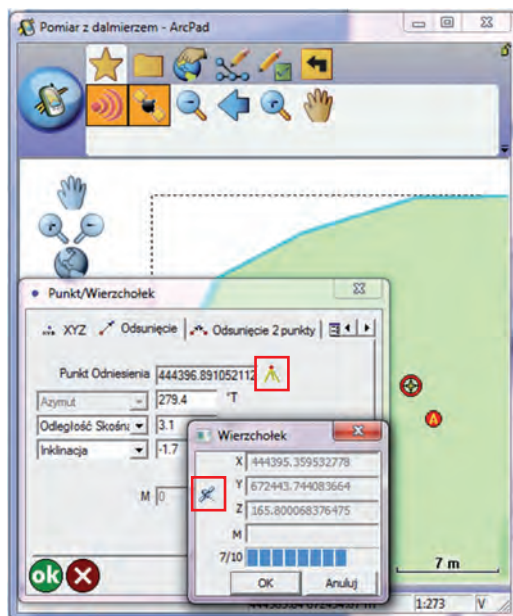 Pomiar z dalmierzem - ArcPad
Punkt/Wierzchołek
XYZ Odsunięcie Odsunięcie 2 punkty
Punkt Odniesienia 444396.891052112
Azymut 279.4 °T
Odległość Skośna 3.1
Inklinacja -1.7
M 0
Wierzchołek
X 444395.359532778
Y 672443.744083664
Z 165.800068376475
M
7/10
OK Anuluj
ok
A
7 m
1:273 V